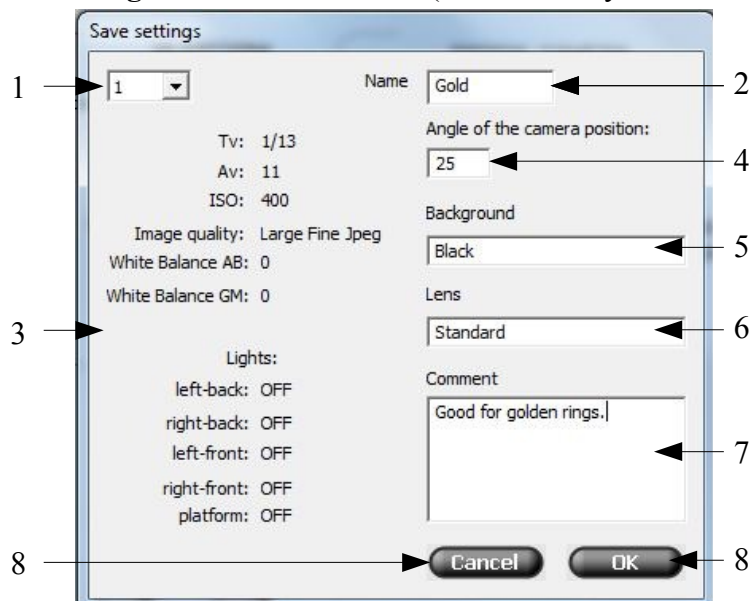 Save settings
1
1
Name
Gold
2
Tv: 1/13
Av: 11
ISO: 400
Image quality: Large Fine Jpeg
White Balance AB: 0
White Balance GM: 0
3
Lights:
left-back: OFF
right-back: OFF
left-front: OFF
right-front: OFF
platform: OFF
Angle of the camera position:
25
4
Background
Black
5
Lens
Standard
6
Comment
Good for golden rings.
7
8
Cancel
OK
8